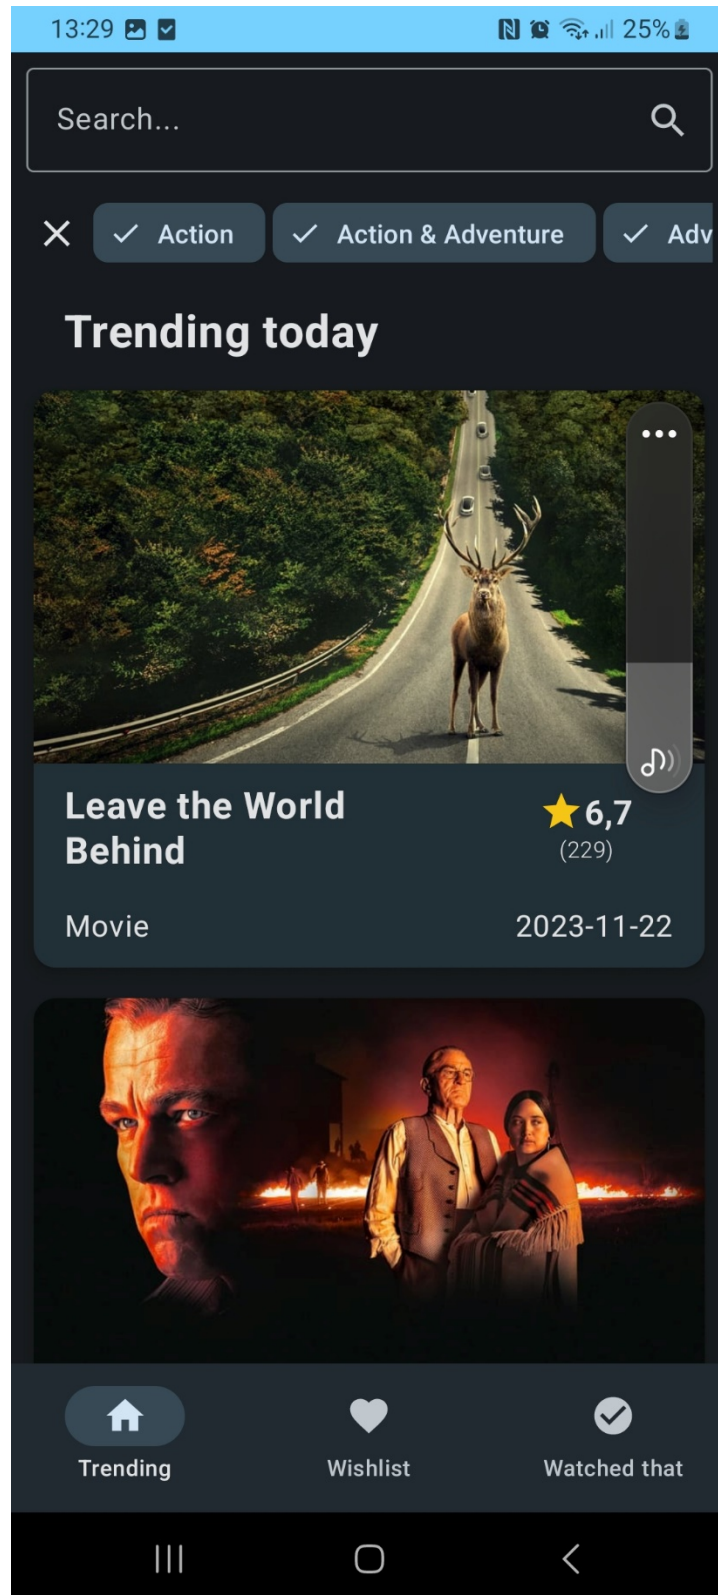 13:29
25%
Search...
Action
Action & Adventure
Adv
Trending today
Leave the World
Behind
6,7
(229)
Movie
2023-11-22
Trending
Wishlist
Watched that